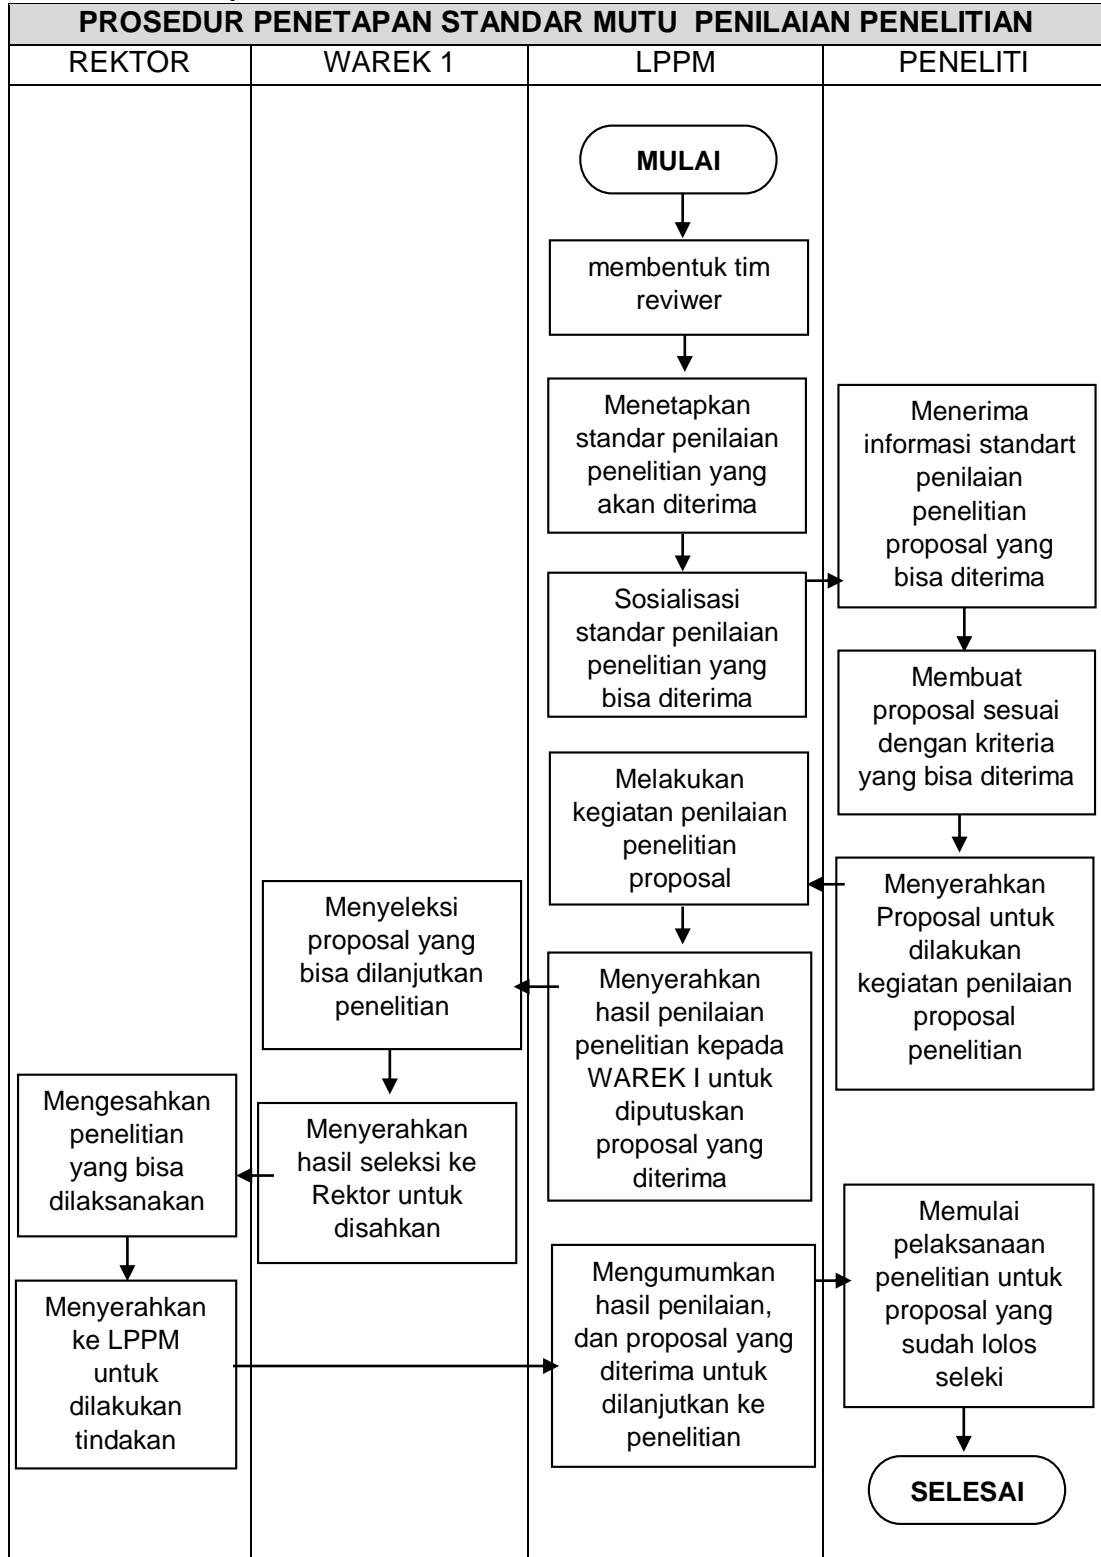 PROSEDUR PENETAPAN STANDAR MUTU PENILAIAN PENELITIAN
REKTOR
WAREK 1
LPPM
PENELITI
MULAI
membentuk tim
reviwer
Menetapkan
standar penilaian
penelitian yang
akan diterima
Sosialisasi
standar penilaian
penelitian yang
bisa diterima
Menerima
informasi standart
penilaian
penelitian
proposal yang
bisa diterima
Membuat
proposal sesuai
dengan kriteria
yang bisa diterima
Menyerahkan
Proposal untuk
dilakukan
kegiatan penilaian
proposal
penelitian
Melakukan
kegiatan penilaian
penelitian
proposal
Menyerahkan
hasil penilaian
penelitian kepada
WAREK I untuk
diputuskan
proposal yang
diterima
Menyeleksi
proposal yang
bisa dilanjutkan
penelitian
Menyerahkan
hasil seleksi ke
Rektor untuk
disahkan
Mengesahkan
penelitian
yang bisa
dilaksanakan
Menyerahkan
ke LPPM
untuk
dilakukan
tindakan
Mengumumkan
hasil penilaian,
dan proposal yang
diterima untuk
dilanjutkan ke
penelitian
Memulai
pelaksanaan
penelitian untuk
proposal yang
sudah lolos
seleki
SELESAI